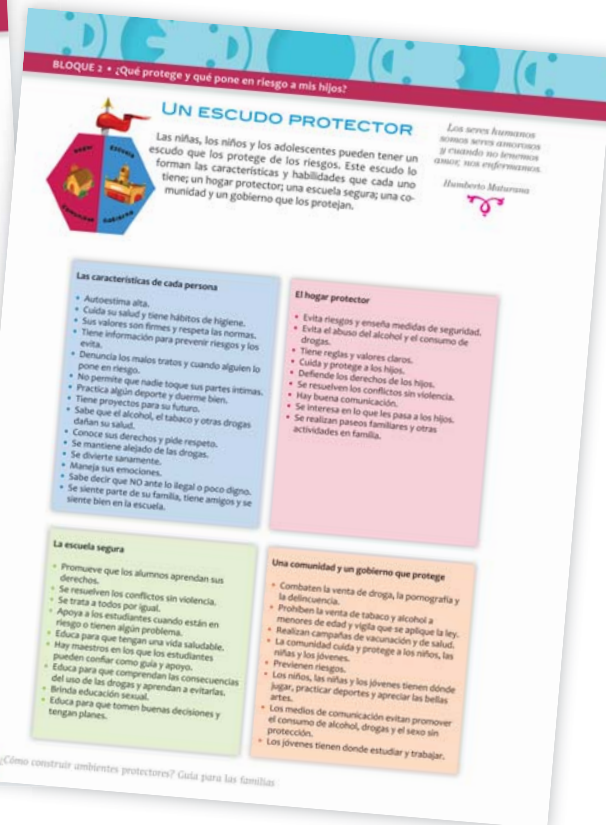 BLOQUE 2 • ¿Qué protege y qué pone en riesgo a mis hijos?
UN ESCUDO PROTECTOR
Las niñas, los niños y los adolescentes pueden tener un
escudo que los protege de los riesgos. Este escudo lo
forman las características y habilidades que cada uno
tiene; un hogar protector; una escuela segura; una co-
munidad y un gobierno que los protejan.
Los seres humanos
somos seres amorosos
y cuando no tenemos
amor, nos enfermamos.
Humberto Maturana
HOGAR
ESCUELA
COMUNIDAD
GOBIERNO
Las características de cada persona
• Autoestima alta.
• Cuida su salud y tiene hábitos de higiene.
• Sus valores son firmes y respeta las normas.
• Tiene información para prevenir riesgos y los
evita.
• Denuncia los malos tratos y cuando alguien lo
pone en riesgo.
• No permite que nadie toque sus partes íntimas.
• Practica algún deporte y duerme bien.
• Tiene proyectos para su futuro.
• Sabe que el alcohol, el tabaco y otras drogas
dañan su salud.
• Conoce sus derechos y pide respeto.
• Se mantiene alejado de las drogas.
• Se divierte sanamente.
• Maneja sus emociones.
• Sabe decir que NO ante lo ilegal o poco digno.
• Se siente parte de su familia, tiene amigos y se
siente bien en la escuela.
El hogar protector
• Evita riesgos y enseña medidas de seguridad.
• Evita el abuso del alcohol y el consumo de
drogas.
• Tiene reglas y valores claros.
• Cuida y protege a los hijos.
• Defiende los derechos de los hijos.
• Se resuelven los conflictos sin violencia.
• Hay buena comunicación.
• Se interesa en lo que les pasa a los hijos.
• Se realizan paseos familiares y otras
actividades en familia.
La escuela segura
• Promueve que los alumnos aprendan sus
derechos.
• Se resuelven los conflictos sin violencia.
• Se trata a todos por igual.
• Apoya a los estudiantes cuando están en
riesgo o tienen algún problema.
• Educa para que tengan una vida saludable.
• Hay maestros en los que los estudiantes
pueden confiar como guía y apoyo.
• Educa para que comprendan las consecuencias
del uso de las drogas y aprendan a evitarlas.
• Brinda educación sexual.
• Educa para que tomen buenas decisiones y
tengan planes.
Una comunidad y un gobierno que protege
• Combaten la venta de droga, la pornografía y
la delincuencia.
• Prohíben la venta de tabaco y alcohol a
menores de edad y vigila que se aplique la ley.
• Realizan campañas de vacunación y de salud.
• La comunidad cuida y protege a los niños, las
niñas y los jóvenes.
• Previenen riesgos.
• Los niños, las niñas y los jóvenes tienen dónde
jugar, practicar deportes y apreciar las bellas
artes.
• Los medios de comunicación evitan promover
el consumo de alcohol, drogas y el sexo sin
protección.
• Los jóvenes tienen donde estudiar y trabajar.
¿Cómo construir ambientes protectores? Guía para las familias